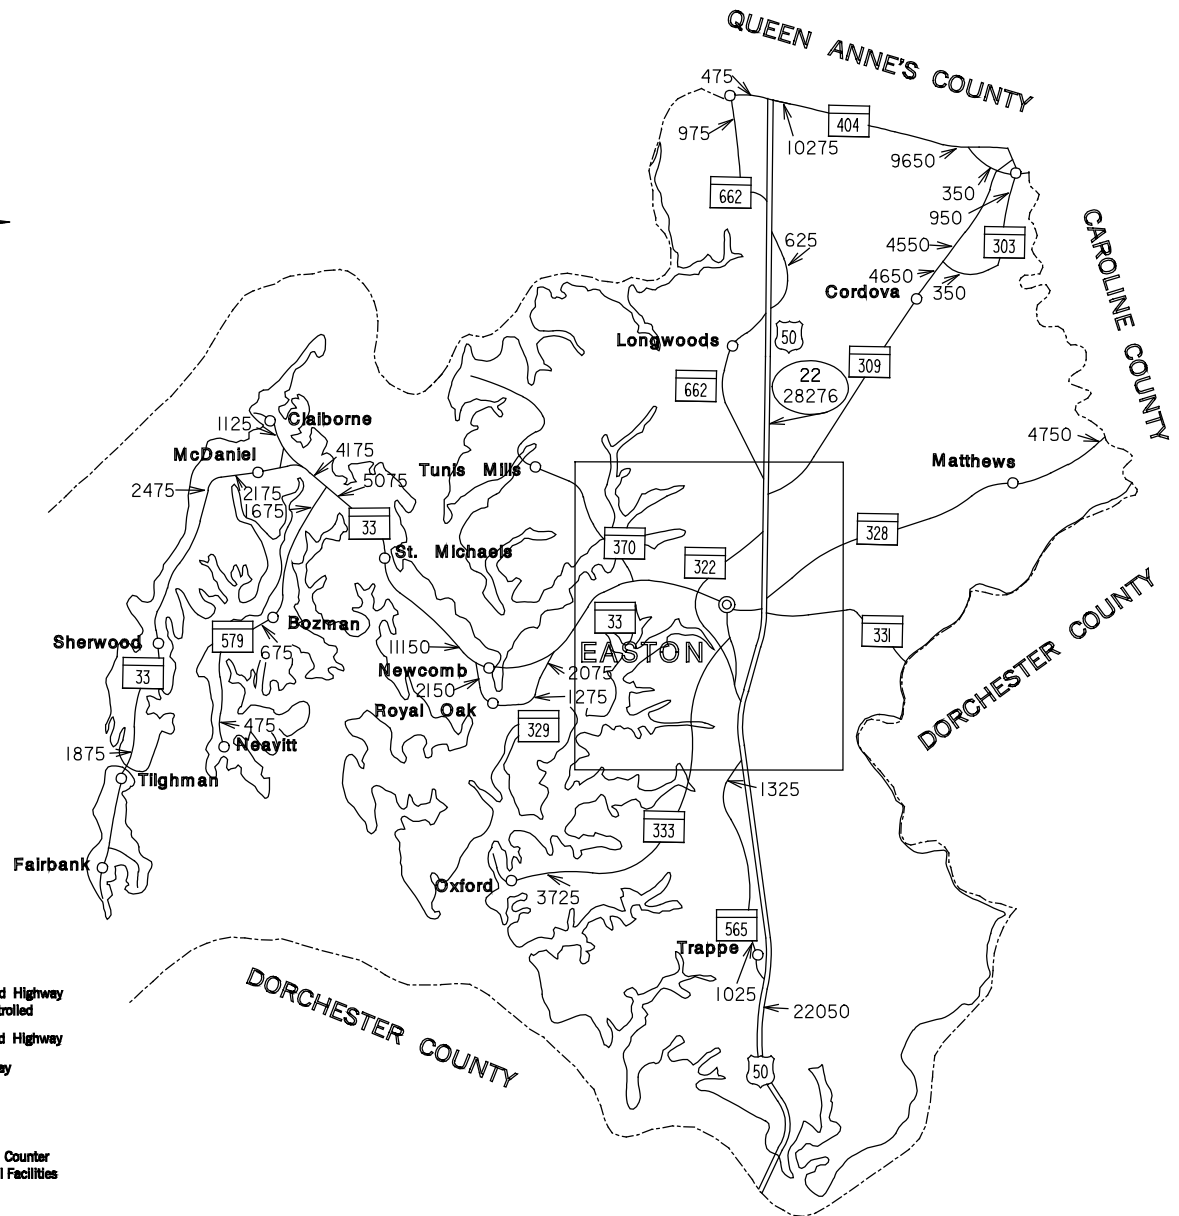 QUEEN ANNE'S COUNTY
475
975
404
10275
9650
662
350
950
CAROLINE COUNTY
625
4550
303
4650
350
Cordova
50
Longwoods
309
22
28276
662
1125
Claiborne
4750
McDaniel
4175
Matthews
Tunis Mills
5075
2475
2175
1675
33
328
370
St. Michaels
322
DORCHESTER COUNTY
Bozman
33
331
579
Sherwood
11150
EASTON
675
33
Newcomb
2075
2150
1275
Royal Oak
475
329
Neavitt
1875
Tilghman
1325
333
Fairbank
Oxford
3725
565
Trappe
1025
DORCHESTER COUNTY
d Highway
trolled
22050
d Highway
ay
50
Counter
l Facilities